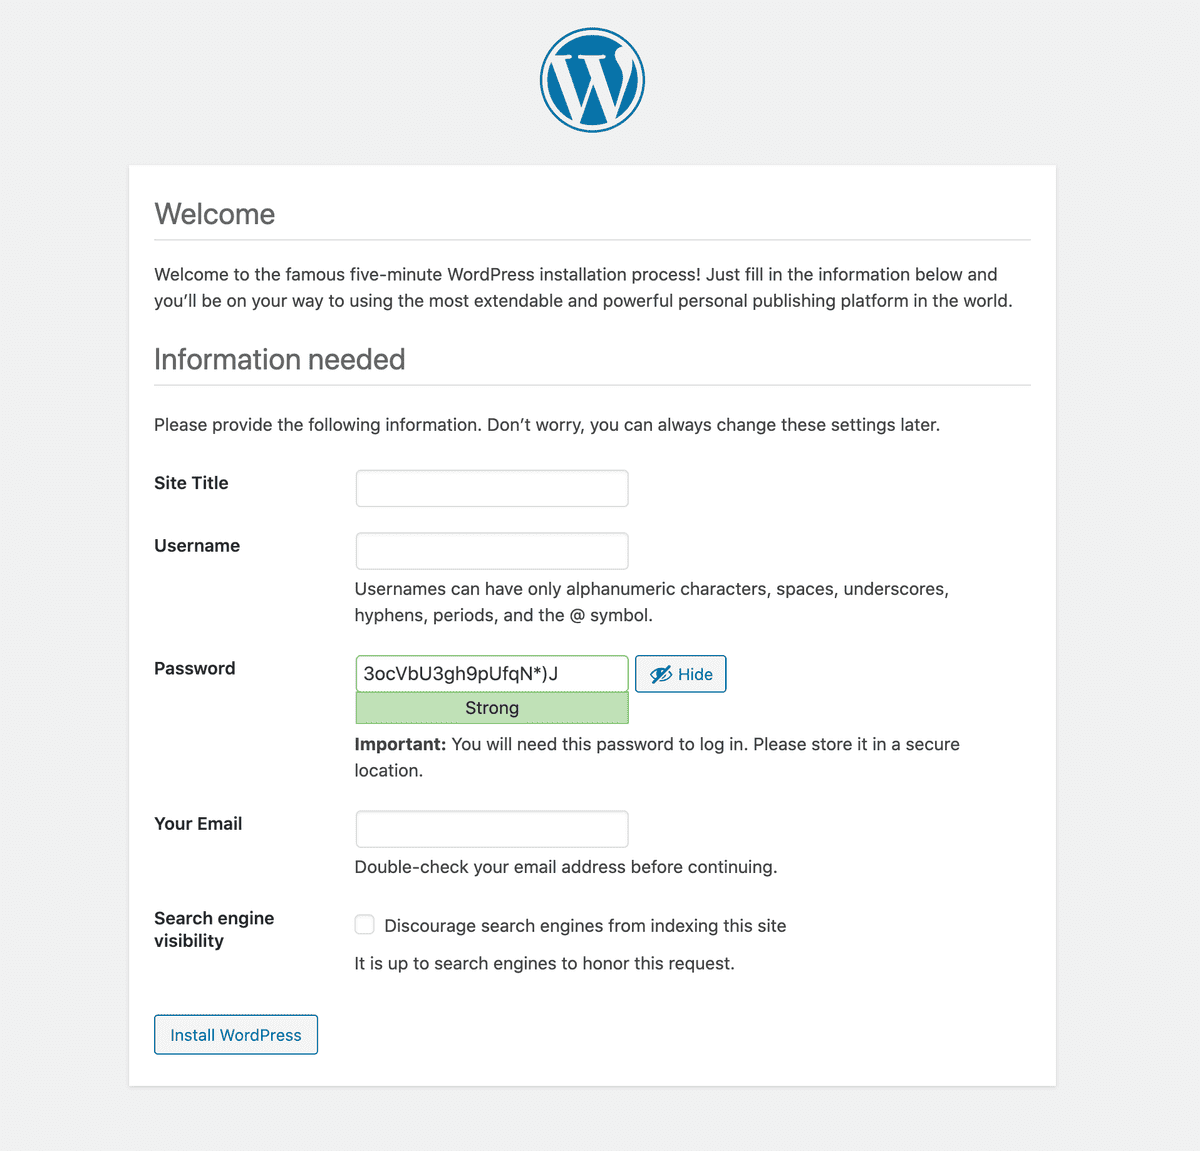 Welcome
Welcome to the famous five-minute WordPress installation process! Just fill in the information below and
you’ll be on your way to using the most extendable and powerful personal publishing platform in the world.
Information needed
Please provide the following information. Don’t worry, you can always change these settings later.
Site Title
Username
Usernames can have only alphanumeric characters, spaces, underscores,
hyphens, periods, and the @ symbol.
Password
3ocVbU3gh9pUfqN*)J
Hide
Strong
Important: You will need this password to log in. Please store it in a secure
location.
Your Email
Double-check your email address before continuing.
Search engine
visibility
Discourage search engines from indexing this site
It is up to search engines to honor this request.
Install WordPress